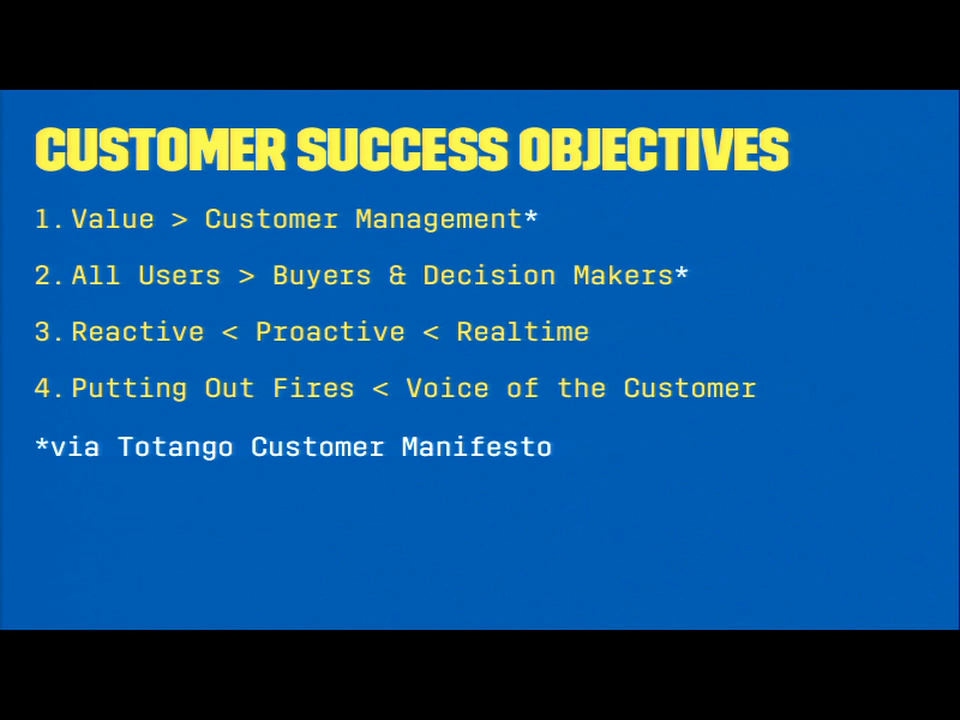 CUSTOMER SUCCESS OBJECTIVES
1. Value > Customer Management*
2. All Users > Buyers & Decision Makers*
3. Reactive < Proactive < Realtime
4. Putting Out Fires < Voice of the Customer
*via Totango Customer Manifesto